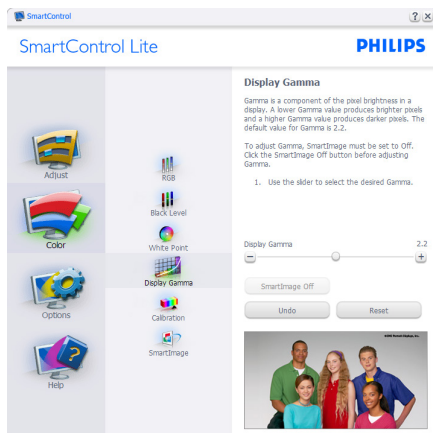 SmartControl
SmartControl Lite
PHILIPS
Adjust
Color
Options
Help
RGB
Black Level
White Point
Display Gamma
Calibration
SmartImage
Display Gamma
Gamma is a component of the pixel brightness in a
display. A lower Gamma value produces brighter pixels
and a higher Gamma value produces darker pixels. The
default value for Gamma is 2.2.
To adjust Gamma, SmartImage must be set to Off.
Click the SmartImage Off button before adjusting
Gamma.
1. Use the slider to select the desired Gamma.
Display Gamma 2.2
SmartImage Off
Undo Reset